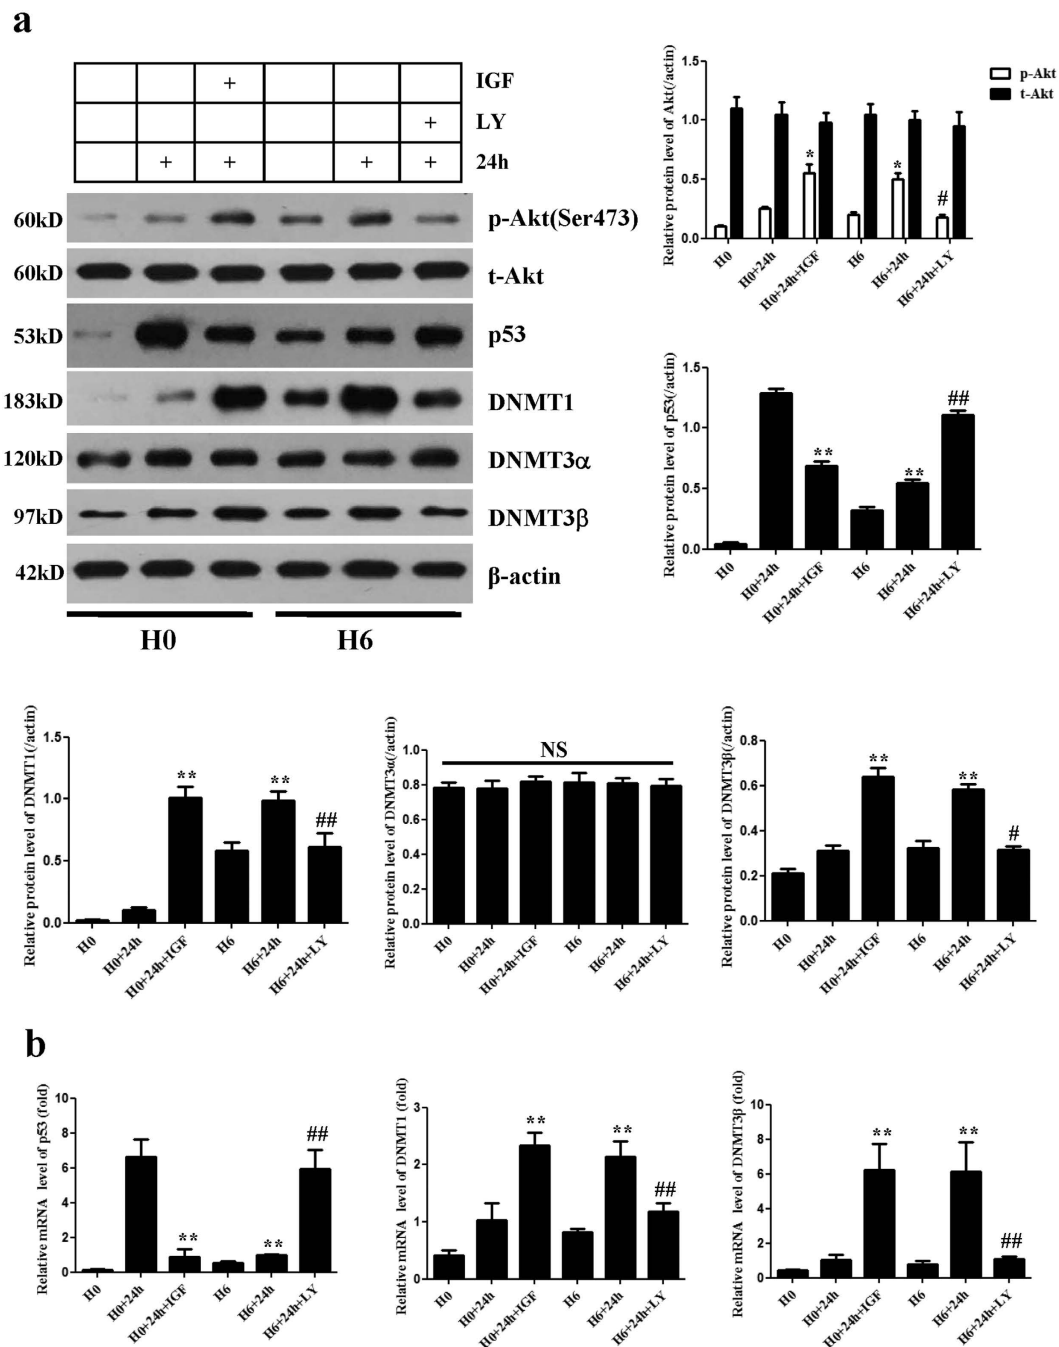 a
+ IGF
+ LY
+ + + + 24h
60kD p-Akt(Ser473)
60kD t-Akt
53kD p53
183kD DNMT1
120kD DNMT3α
97kD DNMT3β
42kD β-actin
H0 H6
Relative protein level of Akt(/actin)
1.5
1.0
0.5
0.0
p-Akt
t-Akt
* * #
H0 H0+24h H0+24h+IGF H6 H6+24h H6+24h+LY
Relative protein level of p53(/actin)
1.5
1.0
0.5
0.0
** ** ##
H0 H0+24h H0+24h+IGF H6 H6+24h H6+24h+LY
Relative protein level of DNMT1(/actin)
1.5
1.0
0.5
0.0
** ** ##
H0 H0+24h H0+24h+IGF H6 H6+24h H6+24h+LY
Relative protein level of DNMT3α(/actin)
1.0
0.8
0.6
0.4
0.2
0.0
NS
H0 H0+24h H0+24h+IGF H6 H6+24h H6+24h+LY
Relative protein level of DNMT3β(/actin)
0.8
0.6
0.4
0.2
0.0
** ** #
H0 H0+24h H0+24h+IGF H6 H6+24h H6+24h+LY
b
Relative mRNA level of p53 (fold)
10
8
6
4
2
0
** ** ##
H0 H0+24h H0+24h+IGF H6 H6+24h H6+24h+LY
Relative mRNA level of DNMT1 (fold)
3
2
1
0
** ** ##
H0 H0+24h H0+24h+IGF H6 H6+24h H6+24h+LY
Relative mRNA level of DNMT3β (fold)
10
8
6
4
2
0
** ** ##
H0 H0+24h H0+24h+IGF H6 H6+24h H6+24h+LY